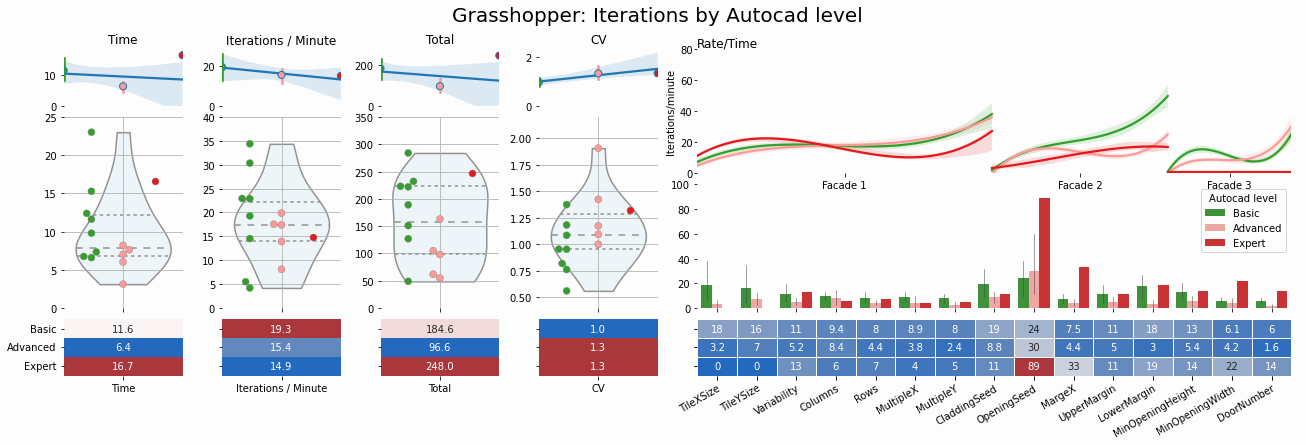 Grasshopper: Iterations by Autocad level
Time
Iterations / Minute
Total
CV
Rate/Time
10
0
20
0
200
0
2
0
Iterations/minute
80
60
40
20
0
Facade 1
Facade 2
Facade 3
25
20
15
10
5
0
40
35
30
25
20
15
10
5
0
350
300
250
200
150
100
50
0
2.00
1.75
1.50
1.25
1.00
0.75
0.50
100
80
60
40
20
0
Autocad level
Basic
Advanced
Expert
Basic 11.6 19.3 184.6 1.0
Advanced 6.4 15.4 96.6 1.3
Expert 16.7 14.9 248.0 1.3
Time Iterations / Minute Total CV
18 16 11 9.4 8 8.9 8 19 24 7.5 11 18 13 6.1 6
3.2 7 5.2 8.4 4.4 3.8 2.4 8.8 30 4.4 5 3 5.4 4.2 1.6
0 0 13 6 7 4 5 11 89 33 11 19 14 22 14
TileXSize TileYSize Variability Columns Rows MultipleX MultipleY CladdingSeed OpeningSeed MargeX UpperMargin LowerMargin MinOpeningHeight MinOpeningWidth DoorNumber